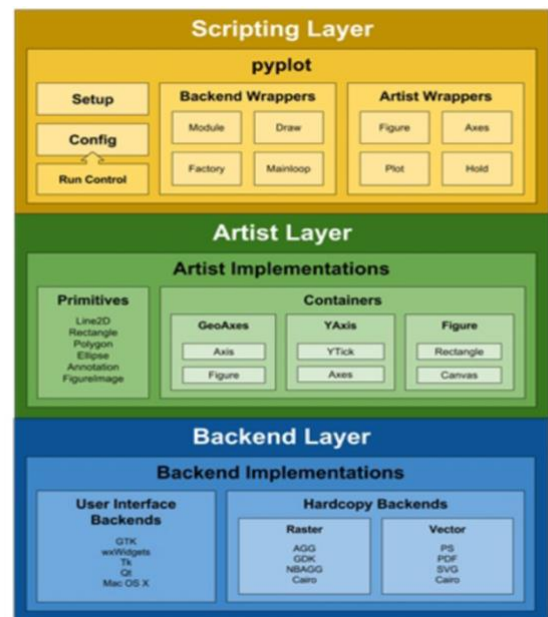 Scripting Layer
pyplot
Setup
Config
Run Control
Backend Wrappers
Module
Draw
Factory
Mainloop
Artist Wrappers
Figure
Axes
Plot
Hold
Artist Layer
Artist Implementations
Primitives
Line2D
Rectangle
Polygon
Ellipse
Annotation
FigureImage
Containers
GeoAxes
Axis
Figure
YAxis
YTick
Axes
Figure
Rectangle
Canvas
Backend Layer
Backend Implementations
User Interface
Backends
GTK
wxWidgets
Tk
Qt
Mac OS X
Hardcopy Backends
Raster
AGG
GDK
NBAGG
Cairo
Vector
PS
PDF
SVG
Cairo